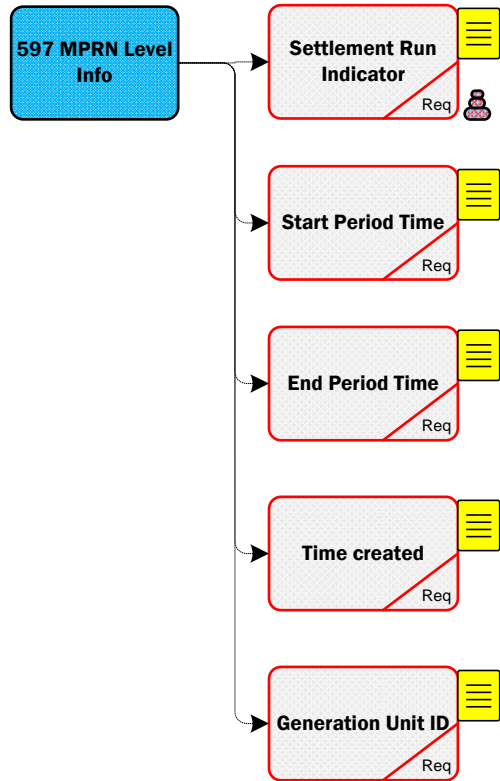 597 MPRN Level
Info
Settlement Run
Indicator
Req
Start Period Time
Req
End Period Time
Req
Time created
Req
Generation Unit ID
Req